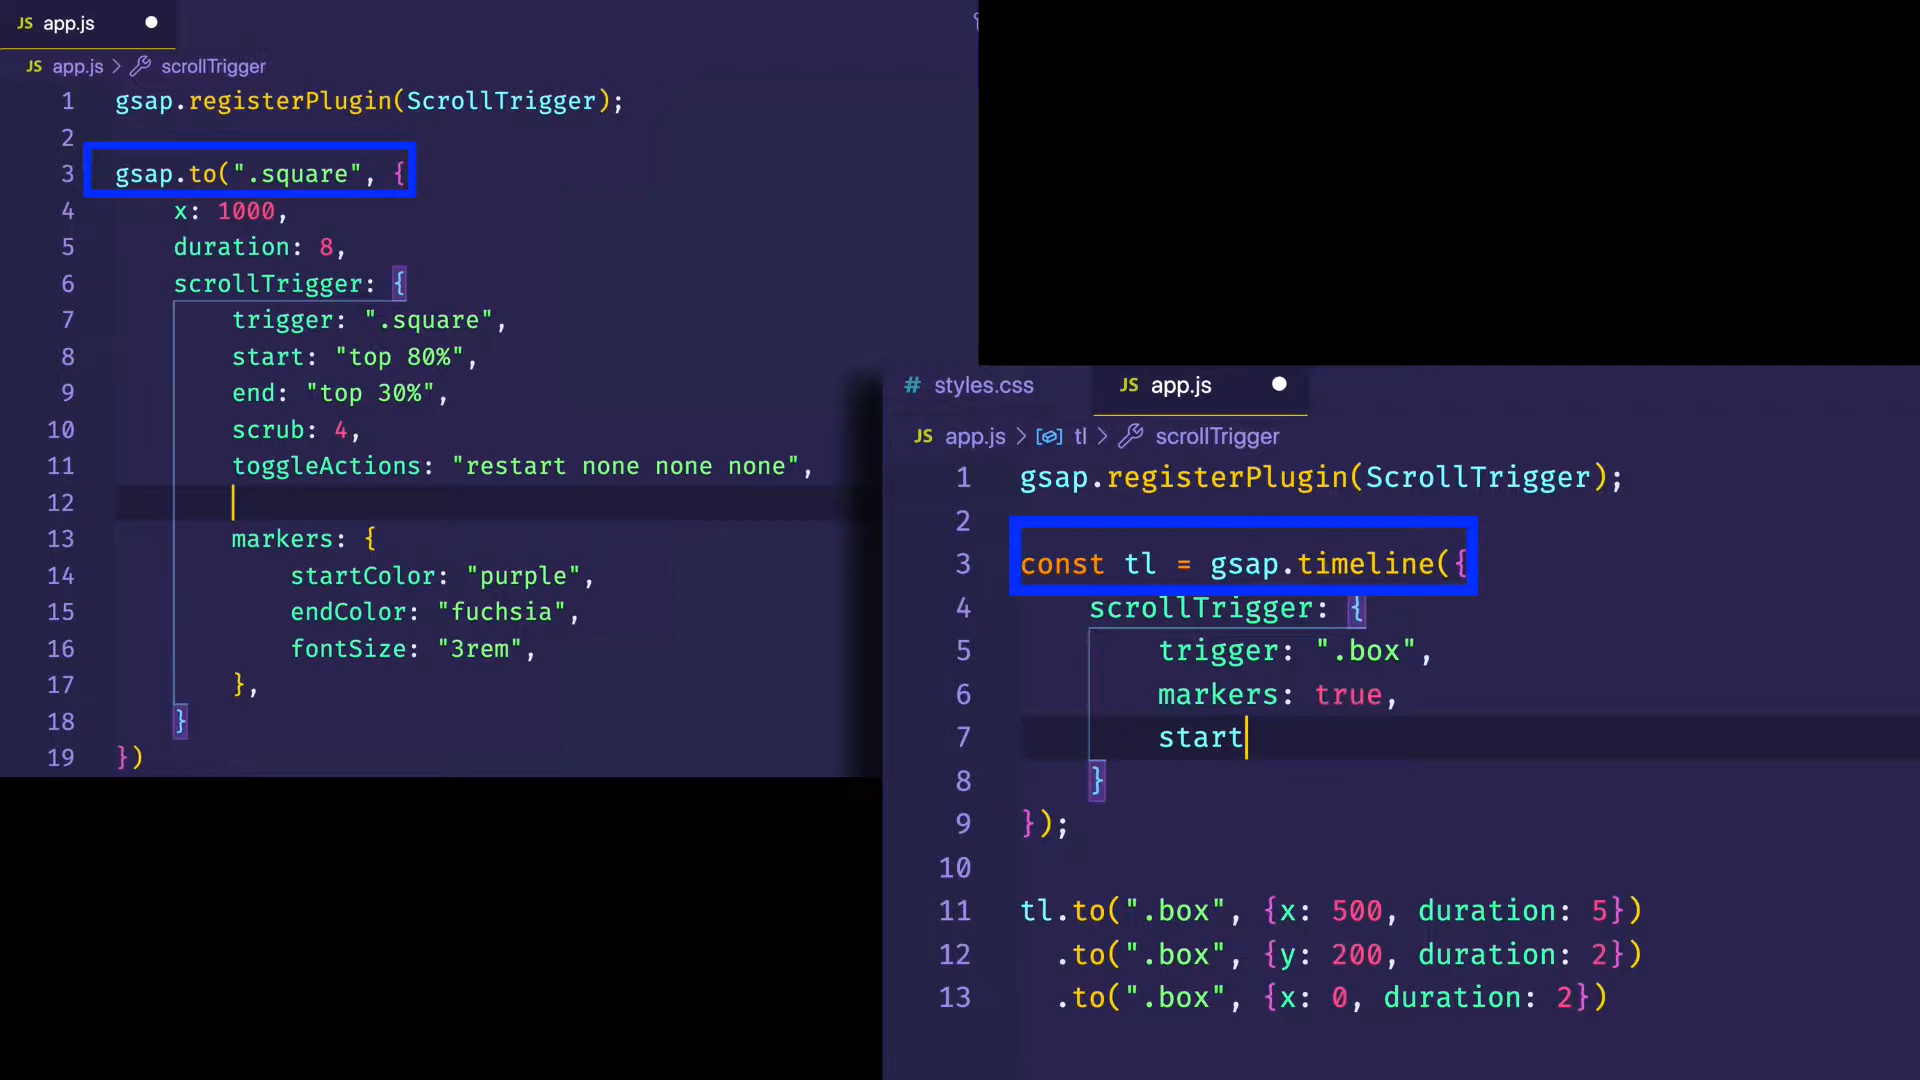 JS app.js
JS app.js > scrollTrigger
1 gsap.registerPlugin(ScrollTrigger);
2
3 gsap.to(".square", {
4 x: 1000,
5 duration: 8,
6 scrollTrigger: {
7 trigger: ".square",
8 start: "top 80%",
9 end: "top 30%",
10 scrub: 4,
11 toggleActions: "restart none none none",
12
13 markers: {
14 startColor: "purple",
15 endColor: "fuchsia",
16 fontSize: "3rem",
17 },
18 }
19 })
# styles.css JS app.js
JS app.js > tl > scrollTrigger
1 gsap.registerPlugin(ScrollTrigger);
2
3 const tl = gsap.timeline({
4 scrollTrigger: {
5 trigger: ".box",
6 markers: true,
7 start
8 }
9 });
10
11 tl.to(".box", {x: 500, duration: 5})
12 .to(".box", {y: 200, duration: 2})
13 .to(".box", {x: 0, duration: 2})